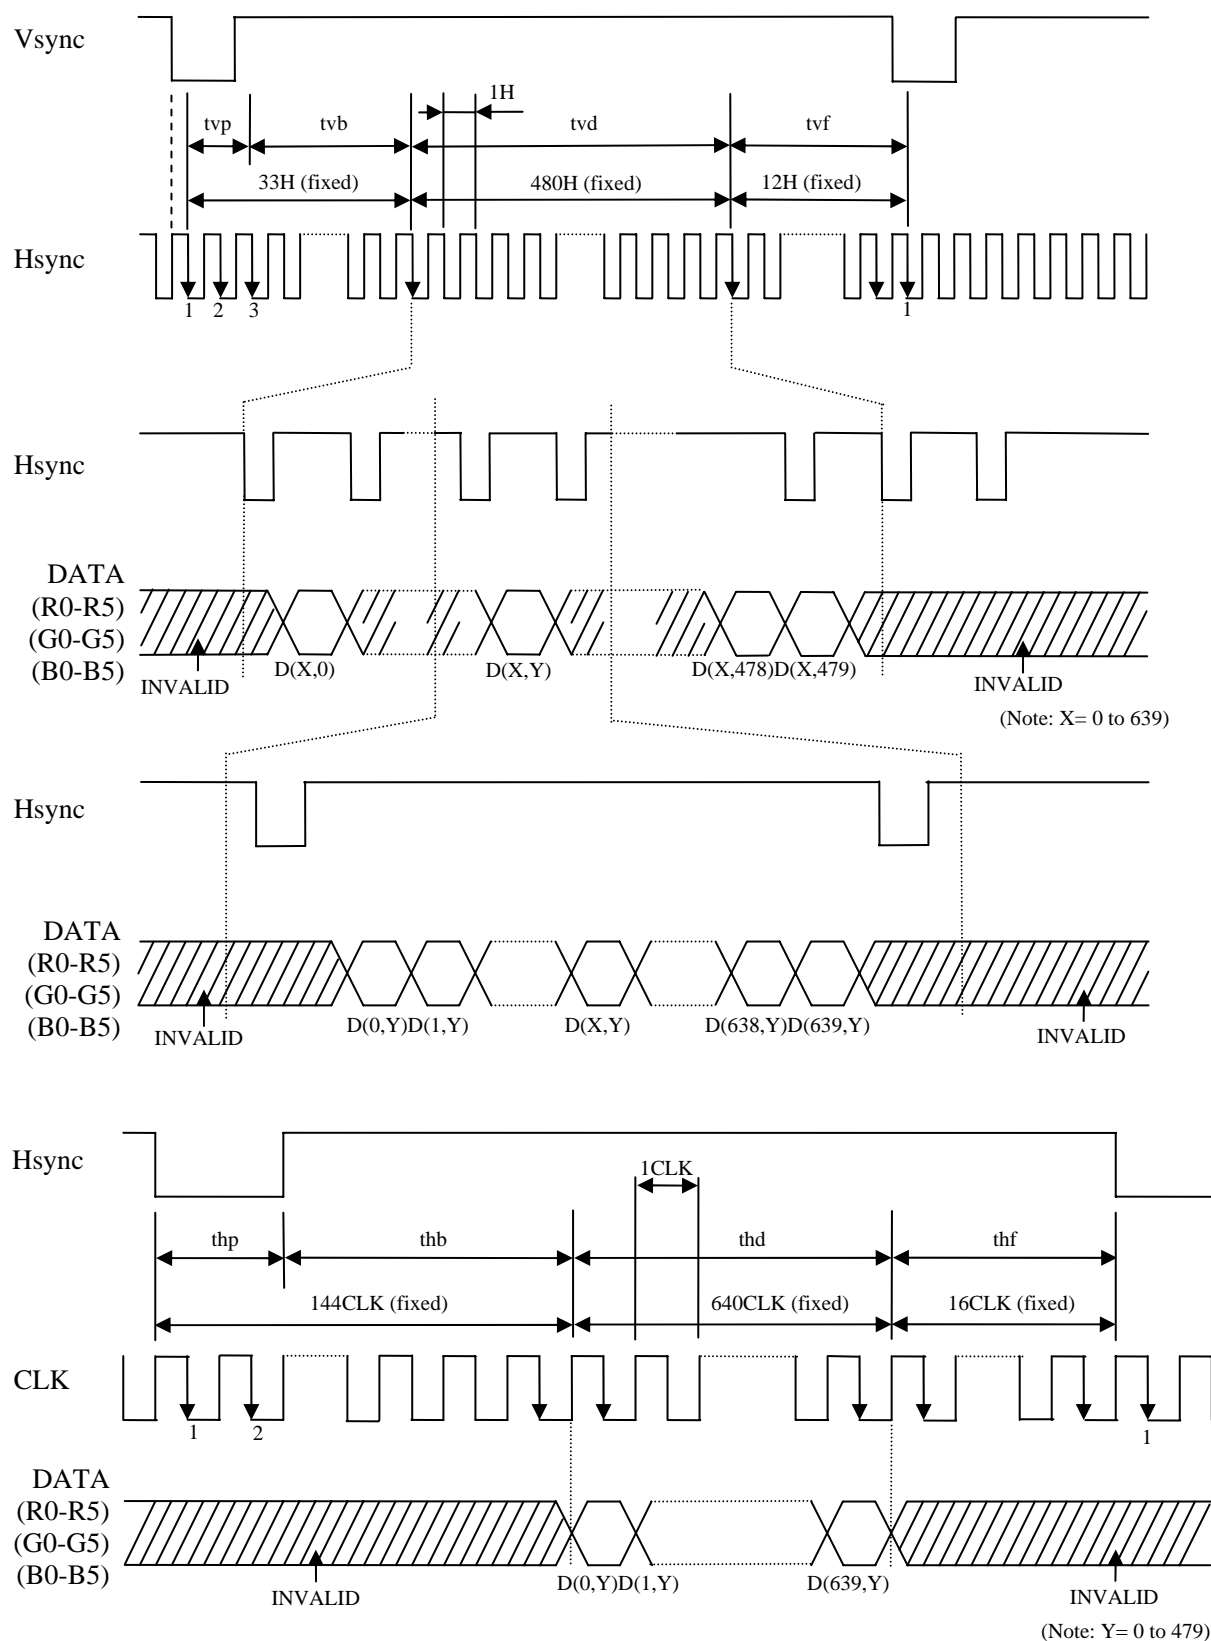 Vsync
1H
tvp tvb tvd tvf
33H (fixed) 480H (fixed) 12H (fixed)
Hsync
1 2 3 1
Hsync
DATA
(R0-R5)
(G0-G5)
(B0-B5)
D(X,0) D(X,Y) D(X,478)D(X,479)
INVALID INVALID
(Note: X= 0 to 639)
Hsync
DATA
(R0-R5)
(G0-G5)
(B0-B5)
D(0,Y)D(1,Y) D(X,Y) D(638,Y)D(639,Y)
INVALID INVALID
Hsync
1CLK
thp thb thd thf
144CLK (fixed) 640CLK (fixed) 16CLK (fixed)
CLK
1 2 1
DATA
(R0-R5)
(G0-G5)
(B0-B5)
D(0,Y)D(1,Y) D(639,Y)
INVALID INVALID
(Note: Y= 0 to 479)